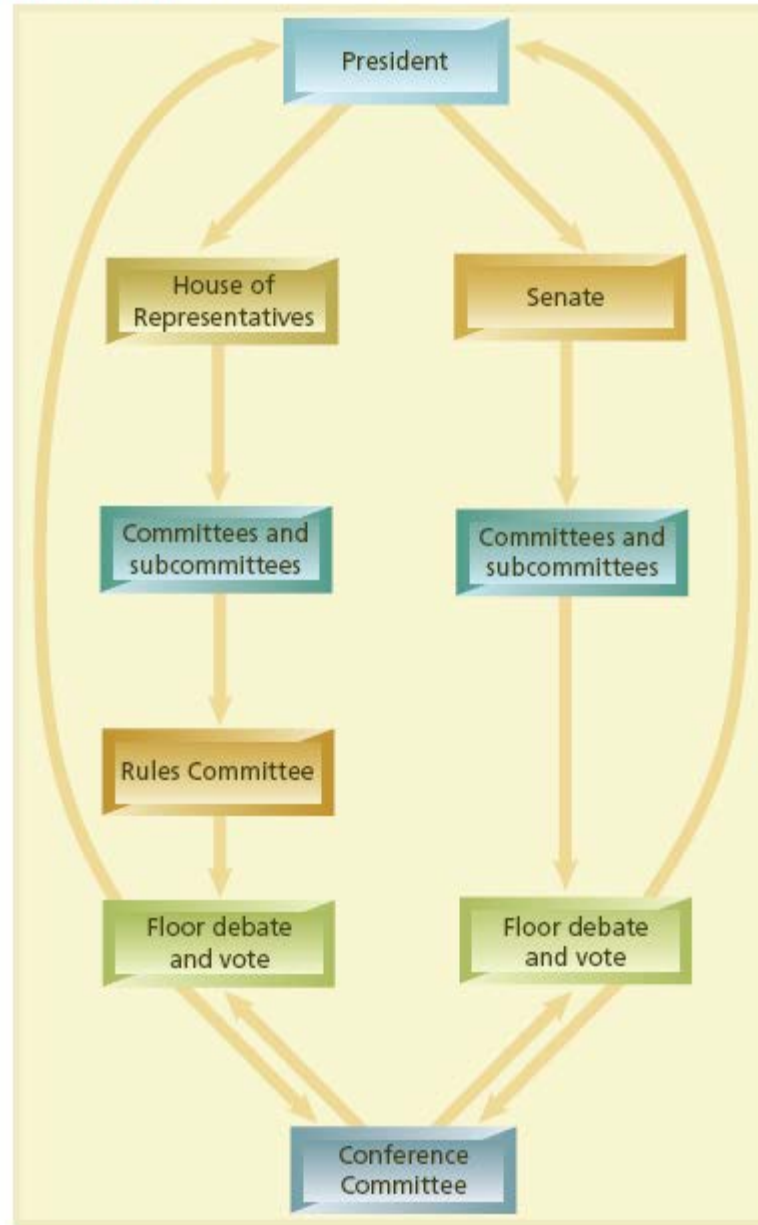 President
House of
Representatives
Senate
Committees and
subcommittees
Committees and
subcommittees
Rules Committee
Floor debate
and vote
Floor debate
and vote
Conference
Committee